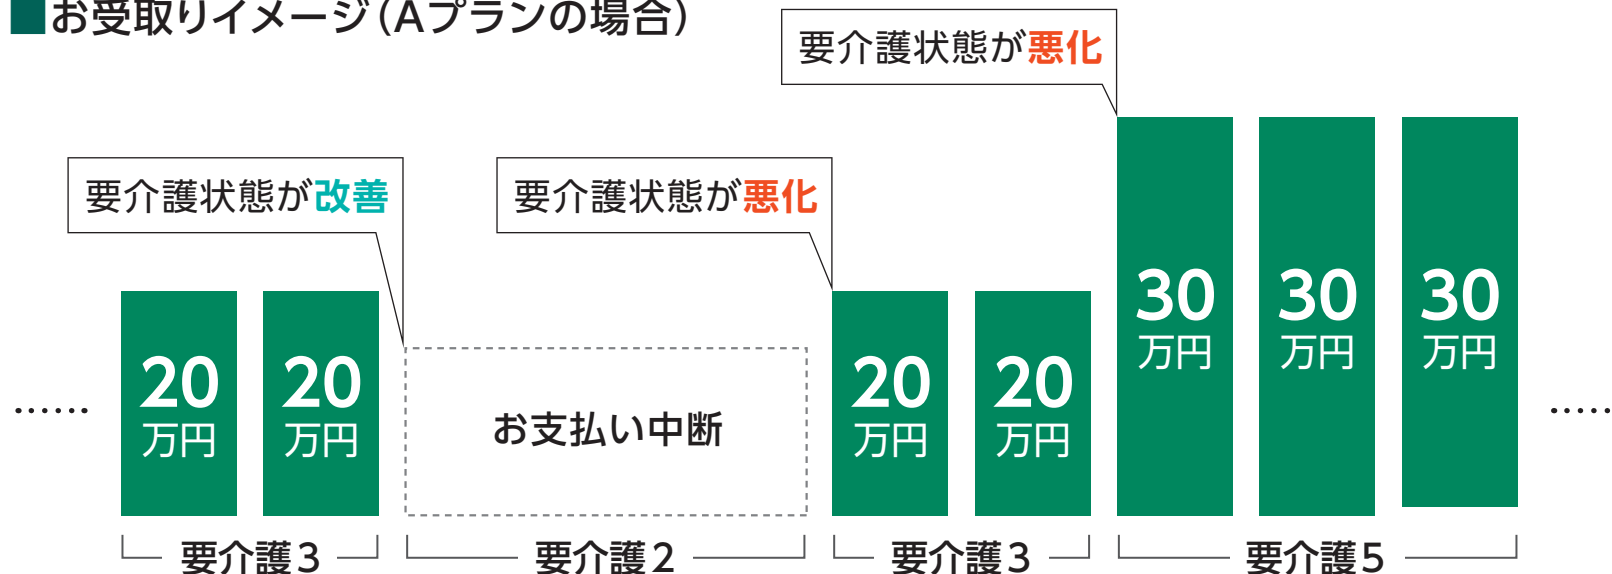 ■お受取りイメージ（Aプランの場合）
要介護状態が悪化
要介護状態が改善
要介護状態が悪化
……
20
万円
20
万円
お支払い中断
20
万円
20
万円
30
万円
30
万円
30
万円
……
要介護3
要介護2
要介護3
要介護5